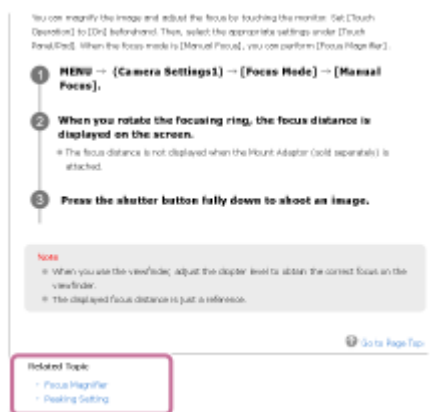 You can magnify the image and adjust the focus by touching the monitor. Set [Touch
Operation] to [On] beforehand. Then, select the appropriate settings under [Touch
Panel/Pad]. When the focus mode is [Manual Focus], you can perform [Focus Magnifier].
1 MENU → (Camera Settings1) → [Focus Mode] → [Manual
Focus].
2 When you rotate the focusing ring, the focus distance is
displayed on the screen.
The focus distance is not displayed when the Mount Adaptor (sold separately) is
attached.
3 Press the shutter button fully down to shoot an image.
Note
When you use the viewfinder, adjust the diopter level to obtain the correct focus on the
viewfinder.
The displayed focus distance is just a reference.
Go to Page Top
Related Topic
Focus Magnifier
Peaking Setting